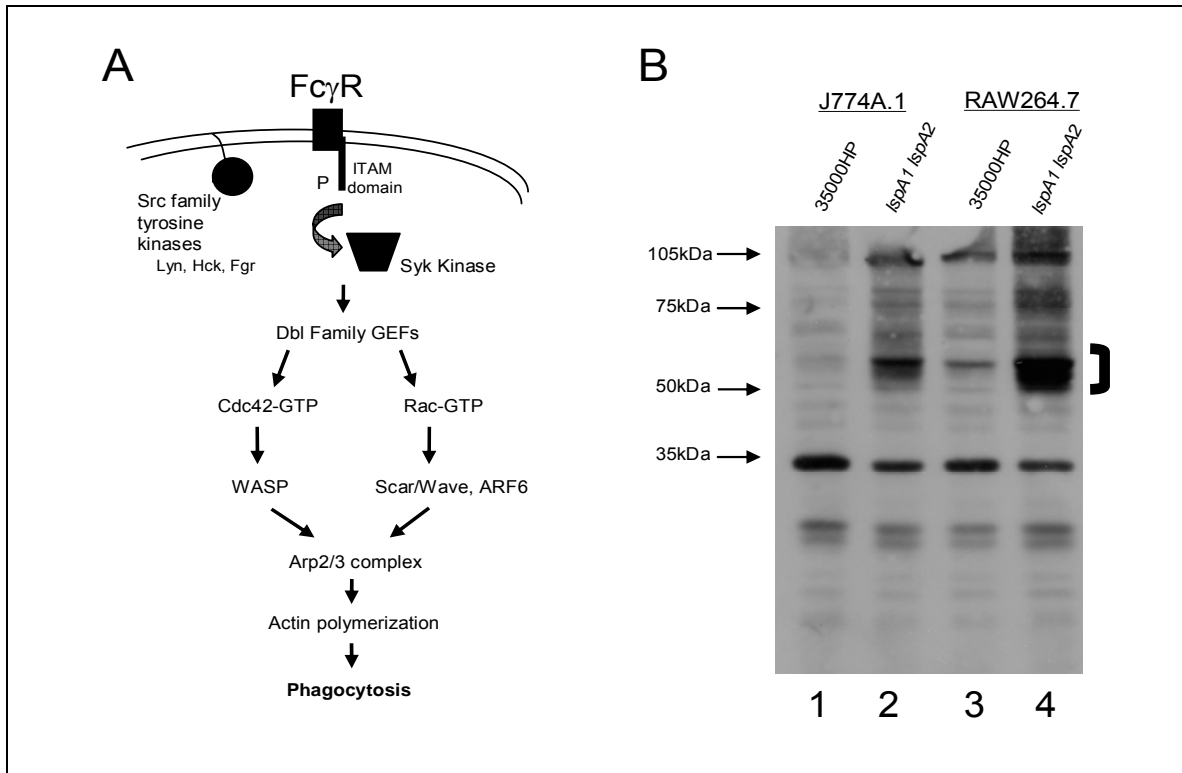 A
FcγR
P
ITAM
domain
Src family
tyrosine
kinases
Lyn, Hck, Fgr
Syk Kinase
Dbl Family GEFs
Cdc42-GTP
Rac-GTP
WASP
Scar/Wave, ARF6
Arp2/3 complex
Actin polymerization
Phagocytosis
B
J774A.1
RAW264.7
35000HP
lspA1 lspA2
35000HP
lspA1 lspA2
105kDa
75kDa
50kDa
35kDa
1 2 3 4